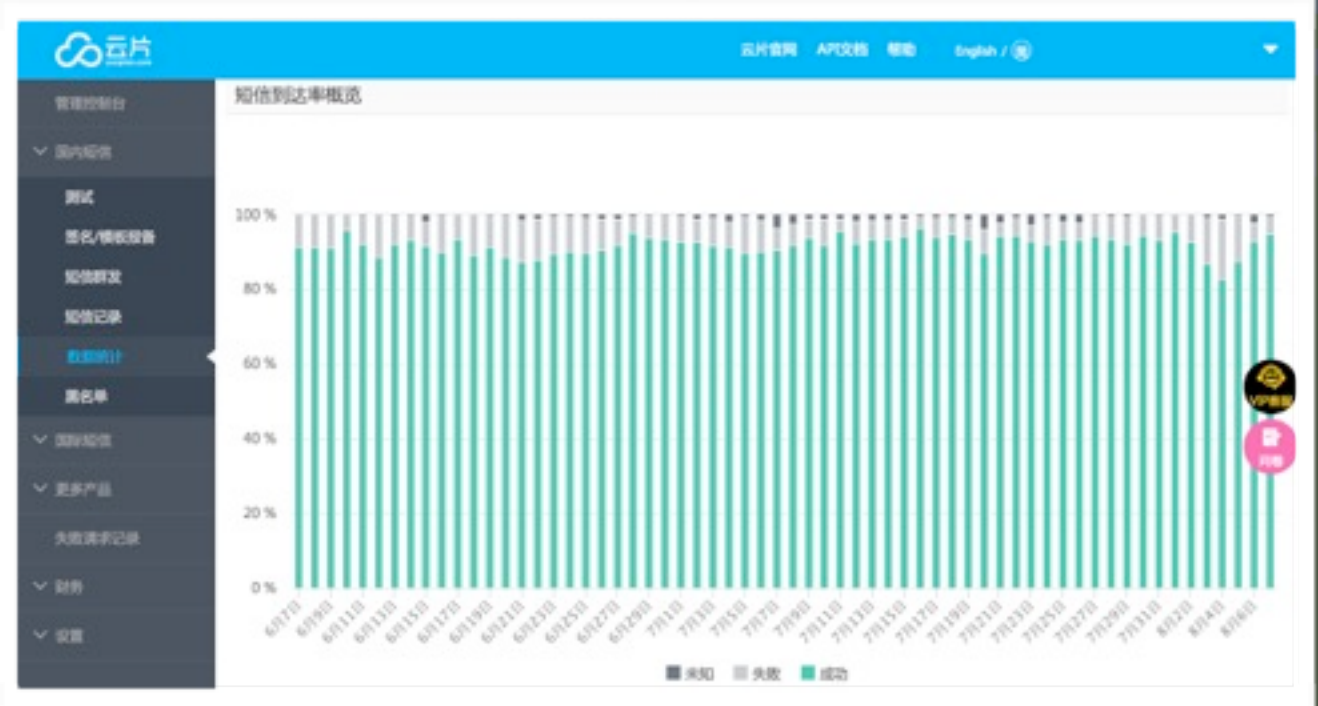 云片
云片官网 API文档 帮助 English /
管理控制台
国内短信
测试
签名/模板报备
短信群发
短信记录
数据统计
黑名单
国际短信
更多产品
失败请求记录
财务
设置
短信到达率概览
100 %
80 %
60 %
40 %
20 %
0 %
6月7日 6月9日 6月11日 6月13日 6月15日 6月17日 6月19日 6月21日 6月23日 6月25日 6月27日 6月29日 7月1日 7月3日 7月5日 7月7日 7月9日 7月11日 7月13日 7月15日 7月17日 7月19日 7月21日 7月23日 7月25日 7月27日 7月29日 7月31日 8月2日 8月4日 8月6日
未知 失败 成功
VIP客服
问卷